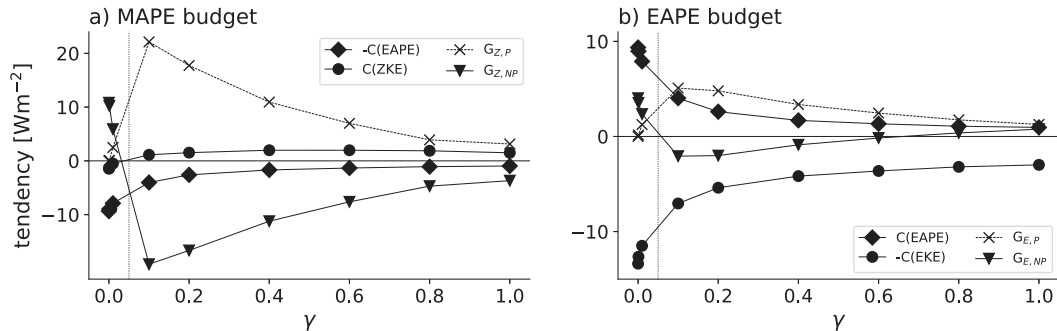 a) MAPE budget
tendency [Wm⁻²]
20
10
0
−10
-C(EAPE)
C(ZKE)
G_{Z,P}
G_{Z,NP}
0.0 0.2 0.4 0.6 0.8 1.0
γ
b) EAPE budget
10
5
0
−5
−10
C(EAPE)
-C(EKE)
G_{E,P}
G_{E,NP}
0.0 0.2 0.4 0.6 0.8 1.0
γ